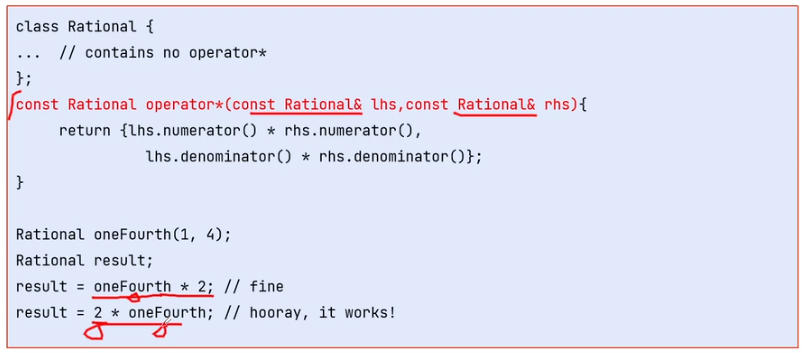 class Rational {
... // contains no operator*
};
const Rational operator*(const Rational& lhs,const Rational& rhs){
return {lhs.numerator() * rhs.numerator(),
lhs.denominator() * rhs.denominator()};
}
Rational oneFourth(1, 4);
Rational result;
result = oneFourth * 2; // fine
result = 2 * oneFourth; // hooray, it works!